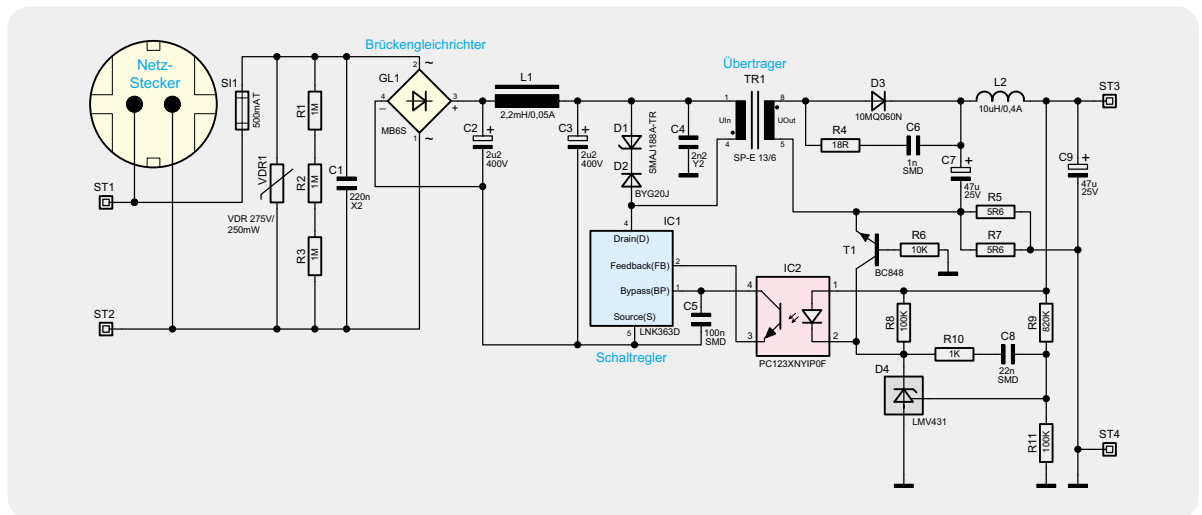 Netz-
Stecker
ST1
ST2
SI1
500mAT
VDR1
VDR 275V/
250mW
R1
1M
R2
1M
R3
1M
C1
220n
X2
Brückengleichrichter
GL1
2
~
4
–
3
+
MB6S
1
~
C2
+
2u2
400V
L1
2,2mH/0,05A
C3
+
2u2
400V
D1
SMAJ188A-TR
D2
BYG20J
C4
2n2
Y2
Übertrager
TR1
1
8
UIn
UOut
4
5
SP-E 13/6
D3
10MQ060N
R4
18R
C6
1n
SMD
C7
+
47u
25V
L2
10uH/0,4A
C9
+
47u
25V
ST3
ST4
R5
5R6
R7
5R6
T1
BC848
R6
10K
IC1
4
Drain(D)
Feedback(FB)
2
Bypass(BP)
1
Source(S)
5
LNK363D
Schaltregler
C5
100n
SMD
IC2
4
1
3
2
PC123XNYIP0F
R8
100K
R9
820K
R10
1K
C8
22n
SMD
D4
LMV431
R11
100K